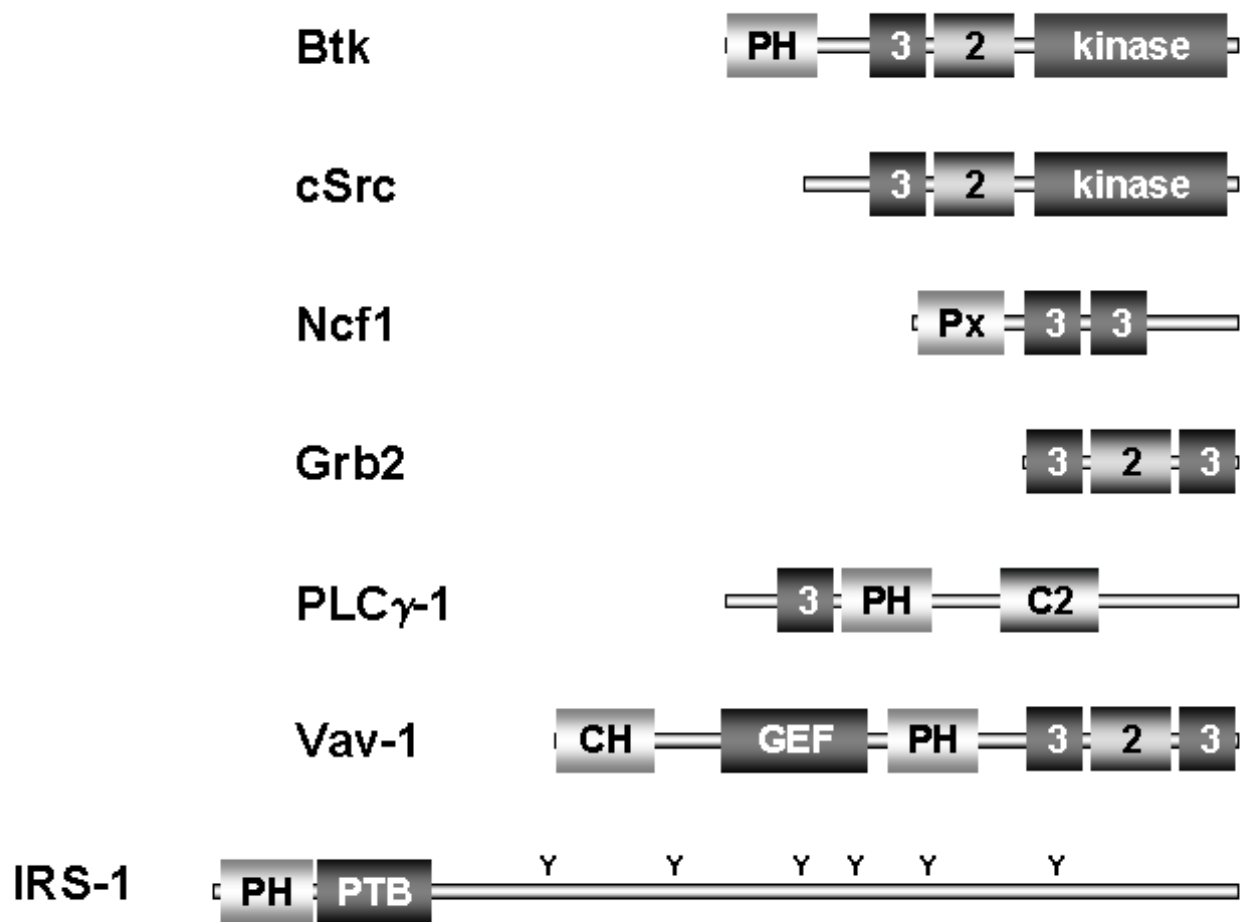 Btk PH 3 2 kinase
cSrc 3 2 kinase
Ncf1 Px 3 3
Grb2 3 2 3
PLCγ-1 3 PH C2
Vav-1 CH GEF PH 3 2 3
Y Y Y Y Y Y
IRS-1 PH PTB